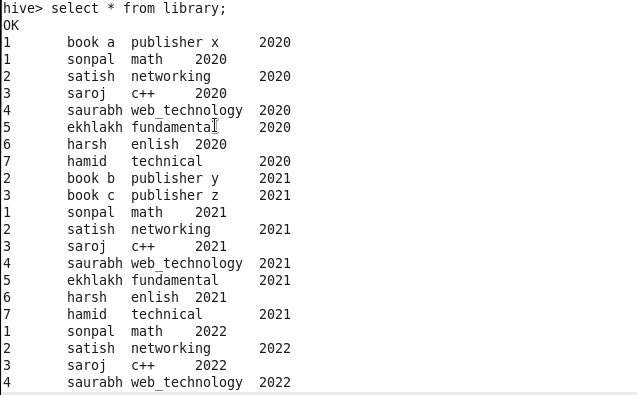 hive> select * from library;
OK
1 book a publisher x 2020
1 sonpal math 2020
2 satish networking 2020
3 saroj c++ 2020
4 saurabh web_technology 2020
5 ekhlakh fundamental 2020
6 harsh enlish 2020
7 hamid technical 2020
2 book b publisher y 2021
3 book c publisher z 2021
1 sonpal math 2021
2 satish networking 2021
3 saroj c++ 2021
4 saurabh web_technology 2021
5 ekhlakh fundamental 2021
6 harsh enlish 2021
7 hamid technical 2021
1 sonpal math 2022
2 satish networking 2022
3 saroj c++ 2022
4 saurabh web_technology 2022